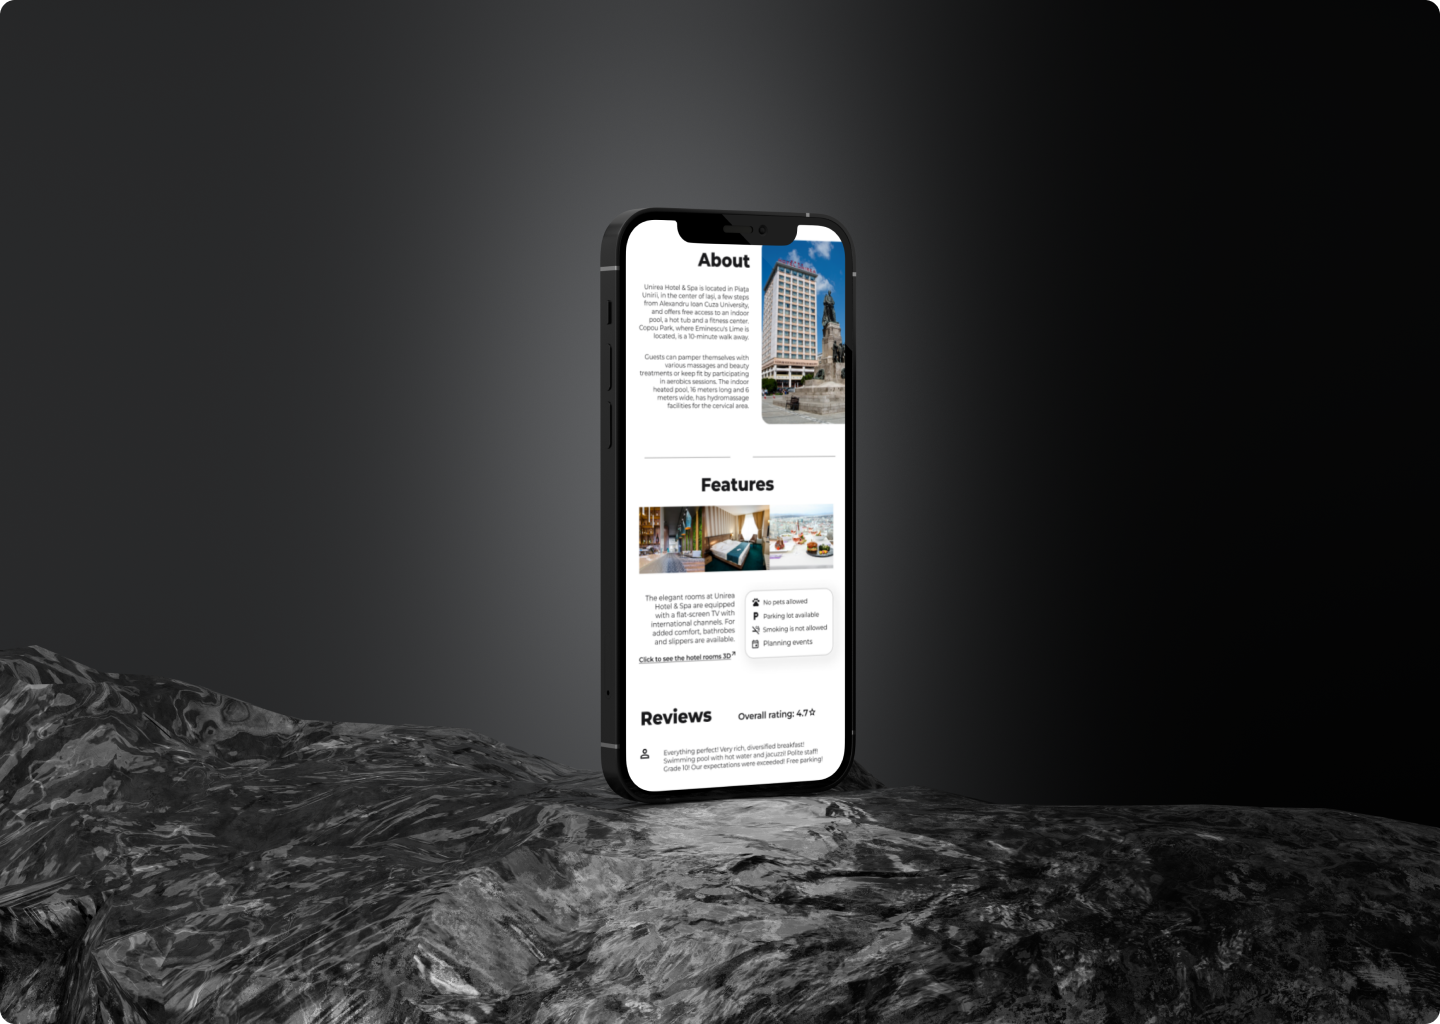 About
Unirea Hotel & Spa is located in Piața
Unirii, in the center of Iași, a few steps
from Alexandru Ioan Cuza University,
and offers free access to an indoor
pool, a hot tub and a fitness center.
Copou Park, where Eminescu's Lime is
located, is a 10-minute walk away.
Guests can pamper themselves with
various massages and beauty
treatments or keep fit by participating
in aerobics sessions. The indoor
heated pool, 16 meters long and 6
meters wide, has hydromassage
facilities for the cervical area.
Features
The elegant rooms at Unirea
Hotel & Spa are equipped
with a flat-screen TV with
international channels. For
added comfort, bathrobes
and slippers are available.
Click to see the hotel rooms 3D
No pets allowed
P Parking lot available
Smoking is not allowed
Planning events
Reviews
Overall rating: 4.7
Everything perfect! Very rich, diversified breakfast!
Swimming pool with hot water and jacuzzi! Polite staff!
Grade 10! Our expectations were exceeded! Free parking!